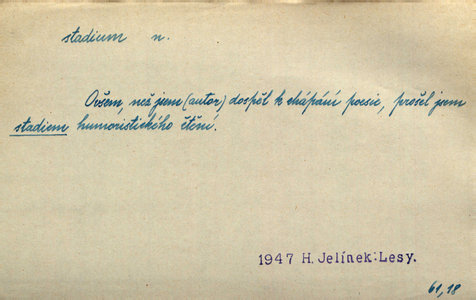 stadium n.
Ovšem, než jsem (autor) dospěl k chápání poesie, prošel jsem
stadiem humoristického čtení.
1947 H. Jelínek: Lesy.
61,18